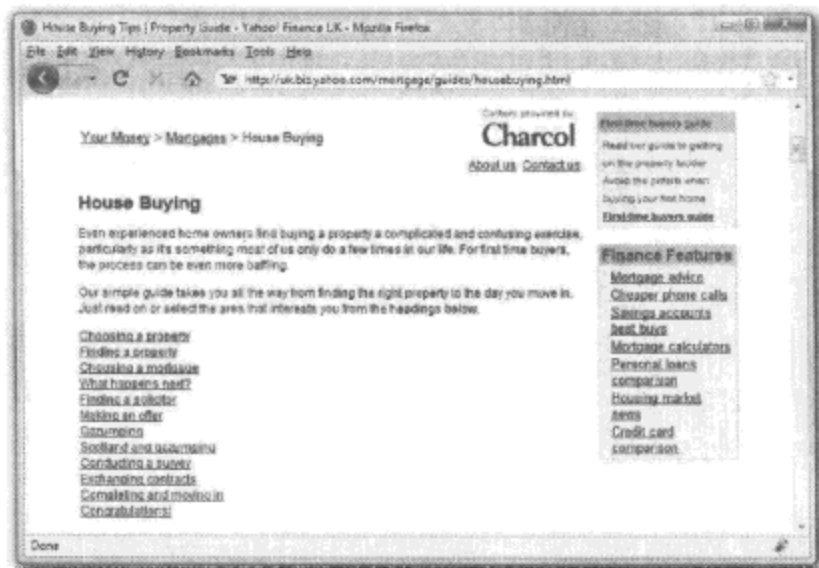 House Buying Tips | Property Guide - Yahoo! Finance UK - Mozilla Firefox
File Edit View History Bookmarks Tools Help
http://uk.biz.yahoo.com/mortgage/guides/housebuying.html
Your Money > Mortgages > House Buying
Content provided by:
Charcol
About us Contact us
House Buying
Even experienced home owners find buying a property a complicated and confusing exercise,
particularly as it's something most of us only do a few times in our life. For first time buyers,
the process can be even more baffling.
Our simple guide takes you all the way from finding the right property to the day you move in.
Just read on or select the area that interests you from the headings below.
Choosing a property
Finding a property
Choosing a mortgage
What happens next?
Finding a solicitor
Making an offer
Gazumping
Scotland and gazumping
Conducting a survey
Exchanging contracts
Completing and moving in
Congratulations!
First-time buyers guide
Read our guide to getting
on the property ladder
Avoid the pitfalls when
buying your first home
First-time buyers guide
Finance Features
Mortgage advice
Cheaper phone calls
Savings accounts
best buys
Mortgage calculators
Personal loans
comparison
Housing market
news
Credit card
comparison
Done